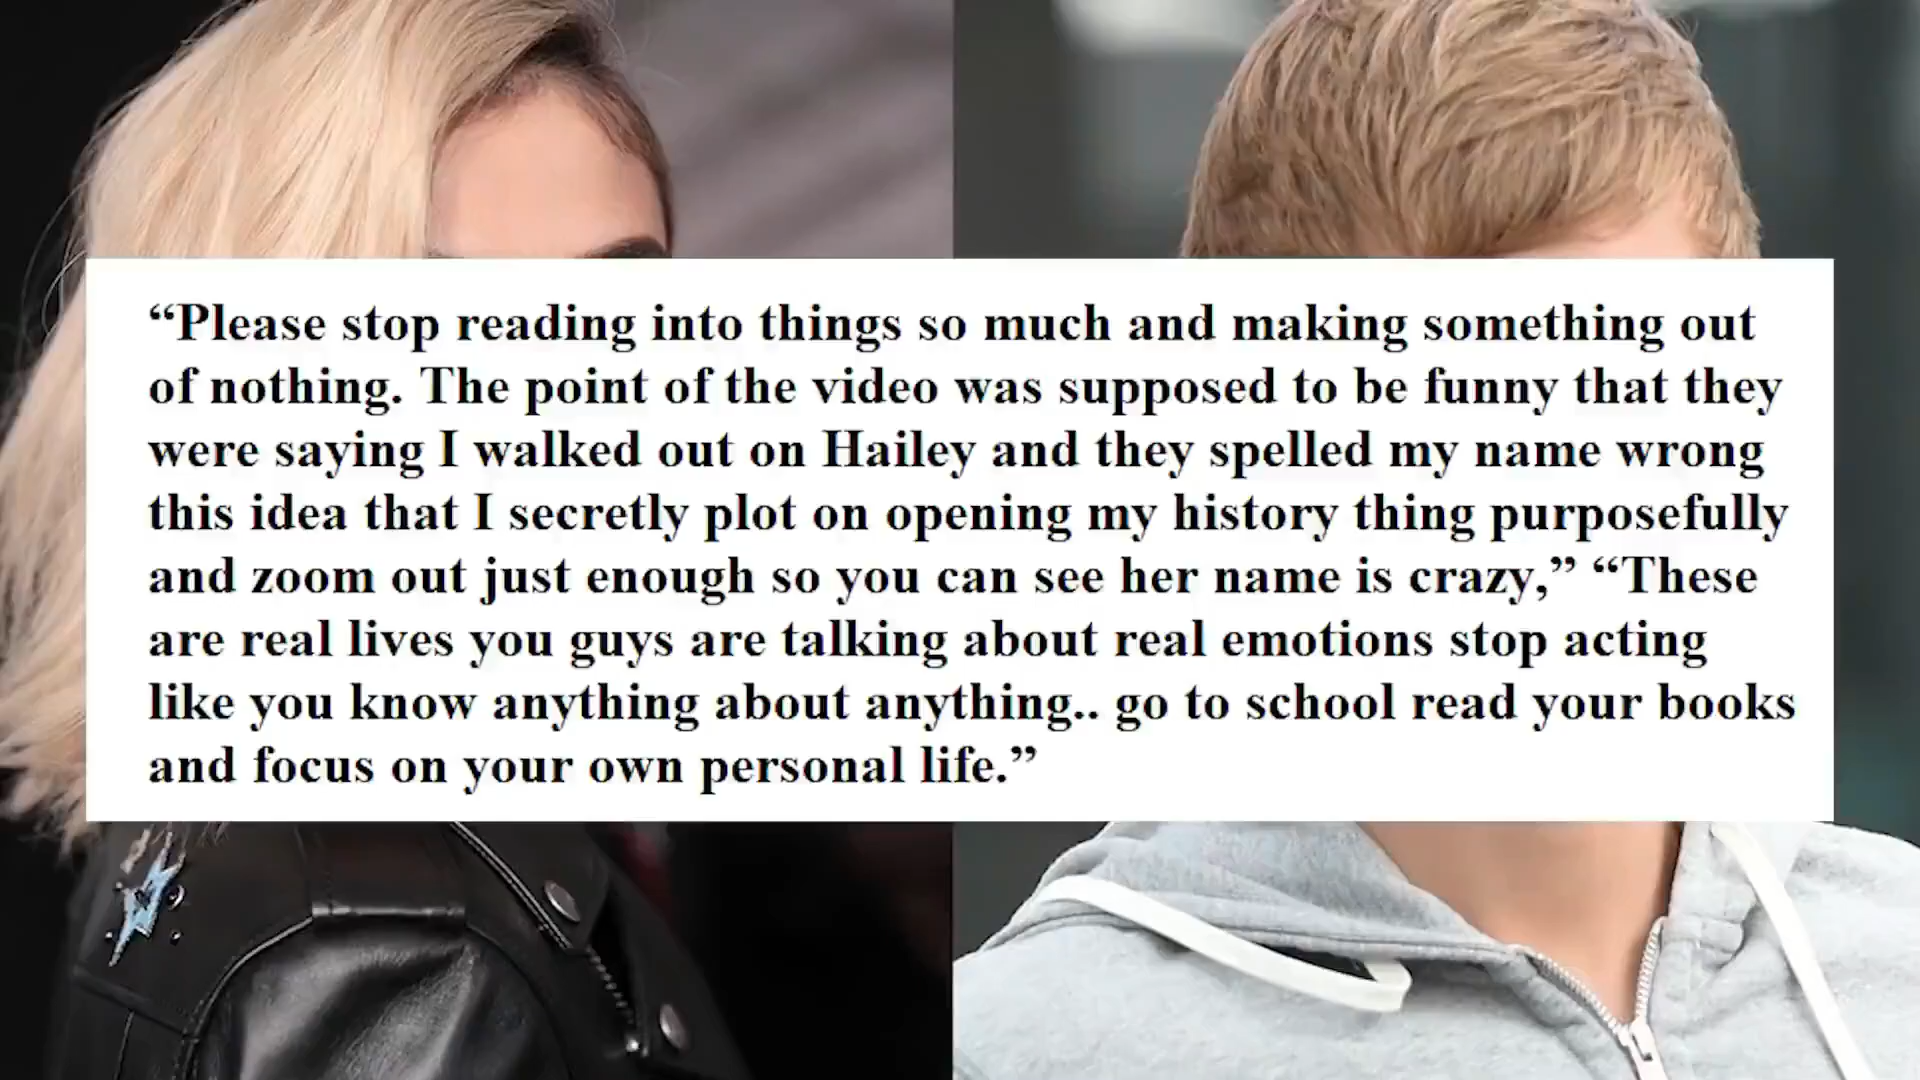 “Please stop reading into things so much and making something out
of nothing. The point of the video was supposed to be funny that they
were saying I walked out on Hailey and they spelled my name wrong
this idea that I secretly plot on opening my history thing purposefully
and zoom out just enough so you can see her name is crazy,” “These
are real lives you guys are talking about real emotions stop acting
like you know anything about anything.. go to school read your books
and focus on your own personal life.”